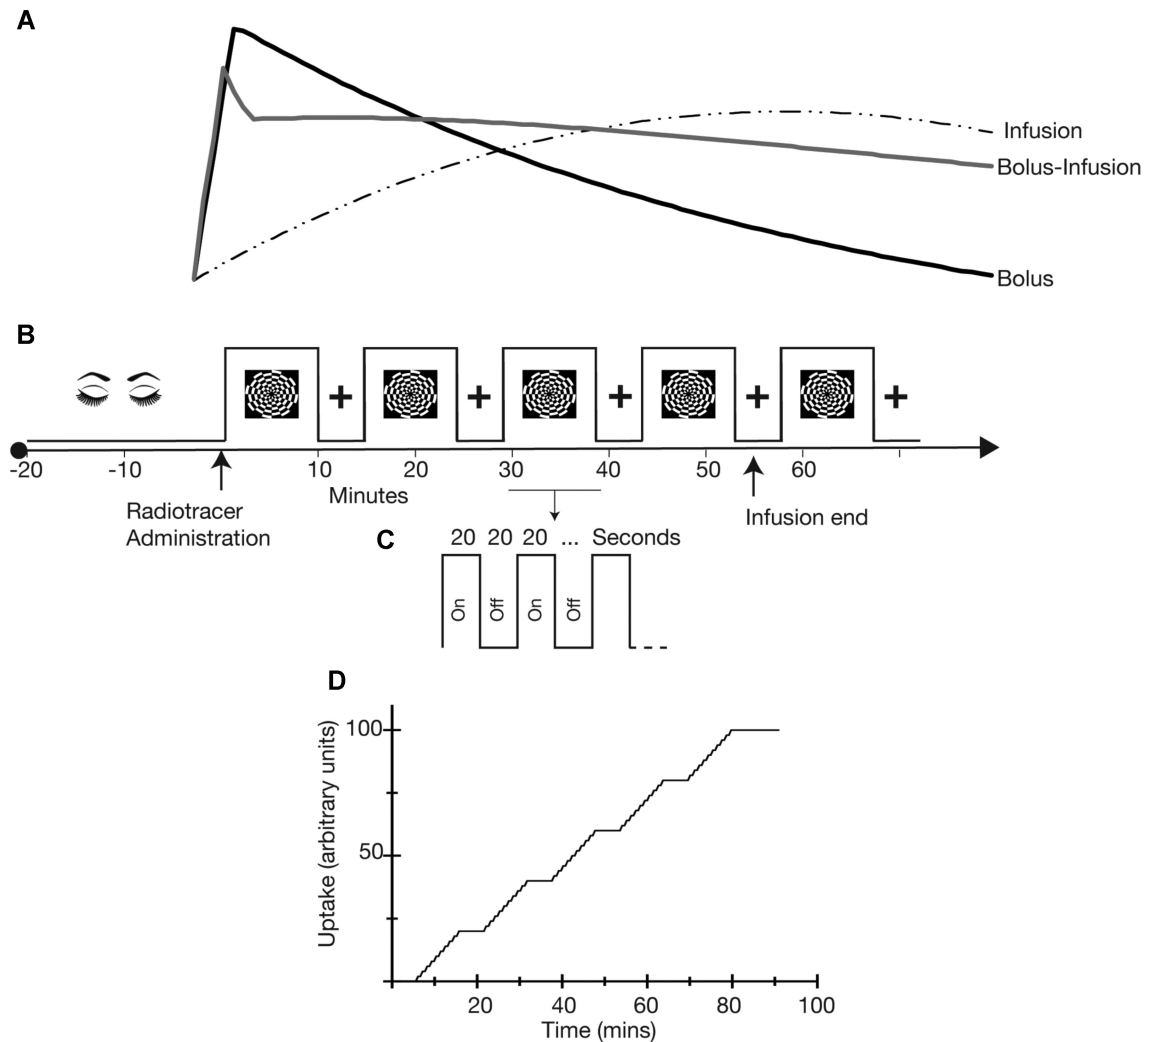 A
Infusion
Bolus-Infusion
Bolus
B
+ + + + +
-20 -10 10 20 30 40 50 60
Minutes
Radiotracer
Administration
Infusion end
C
20 20 20 ... Seconds
On Off On Off
D
Uptake (arbitrary units)
100
50
20 40 60 80 100
Time (mins)